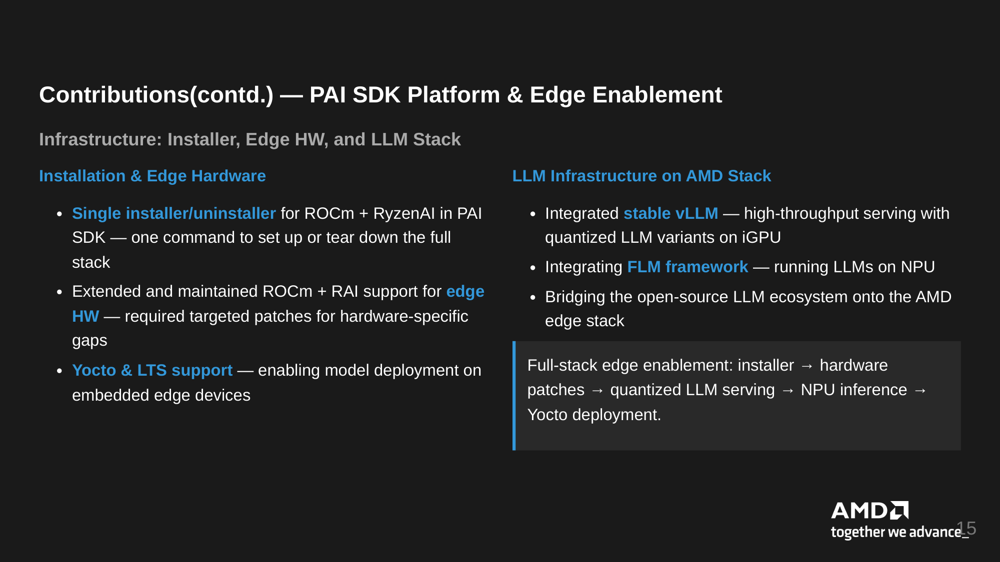 Contributions(contd.) — PAI SDK Platform & Edge Enablement
Infrastructure: Installer, Edge HW, and LLM Stack
Installation & Edge Hardware
• Single installer/uninstaller for ROCm + RyzenAI in PAI
SDK — one command to set up or tear down the full
stack
• Extended and maintained ROCm + RAI support for edge
HW — required targeted patches for hardware-specific
gaps
• Yocto & LTS support — enabling model deployment on
embedded edge devices
LLM Infrastructure on AMD Stack
• Integrated stable vLLM — high-throughput serving with
quantized LLM variants on iGPU
• Integrating FLM framework — running LLMs on NPU
• Bridging the open-source LLM ecosystem onto the AMD
edge stack
Full-stack edge enablement: installer → hardware
patches → quantized LLM serving → NPU inference →
Yocto deployment.
AMD
together we advance_
15